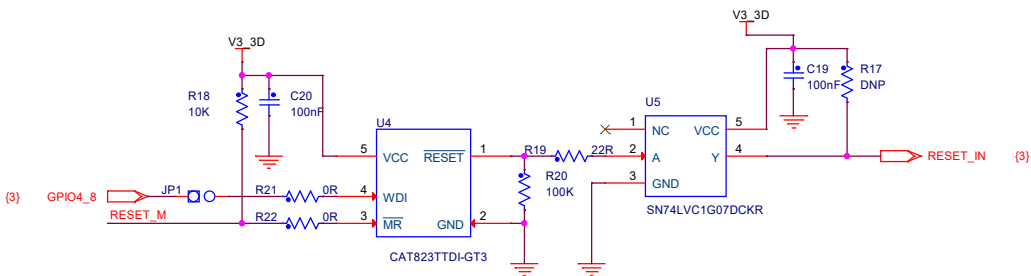 V3_3D
V3_3D
R18
10K
C20
100nF
C19
100nF
R17
DNP
U4
U5
5
VCC
RESET
1
R19
22R
1
NC
VCC
5
2
A
Y
4
RESET_IN
{3}
R20
100K
3
GND
{3}
GPIO4_8
JP1
R21
0R
4
WDI
RESET_M
R22
0R
3
MR
GND
2
SN74LVC1G07DCKR
CAT823TTDI-GT3